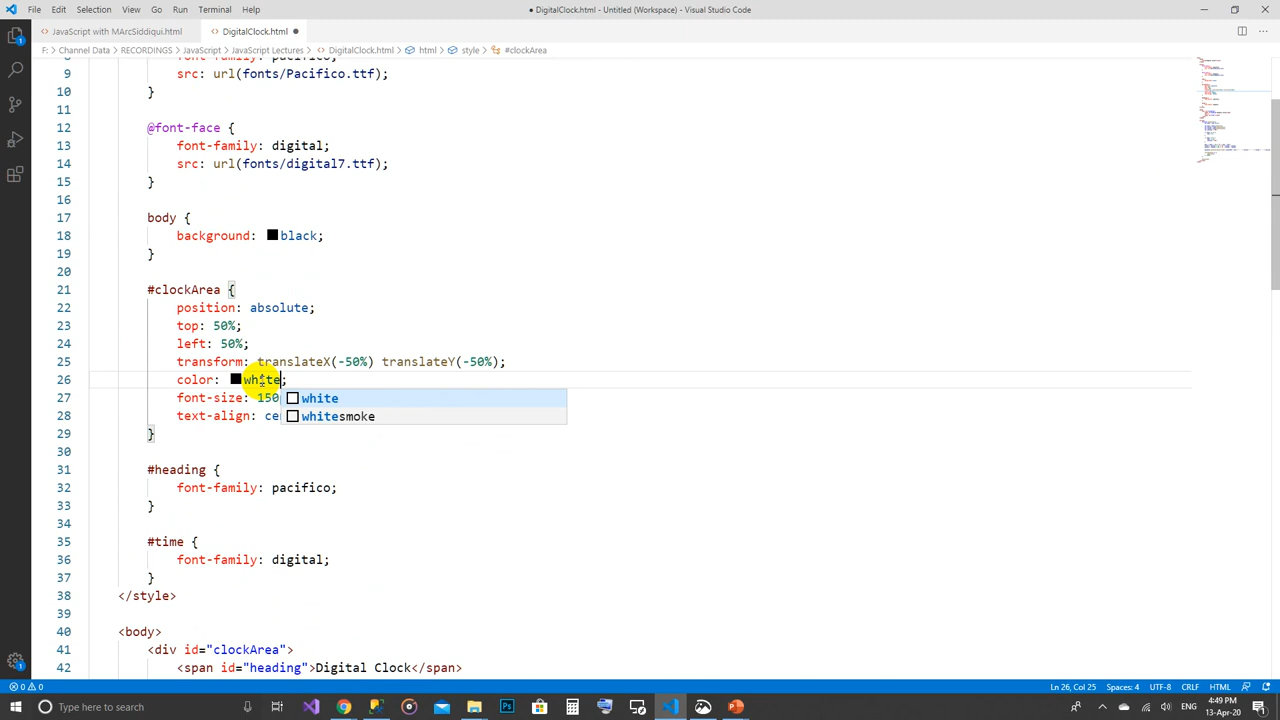 File Edit Selection View Go Run Terminal Help
● DigitalClock.html - Untitled (Workspace) - Visual Studio Code
JavaScript with MArcSiddiqui.html
DigitalClock.html ●
F: > Channel Data > RECORDINGS > JavaScript > JavaScript Lectures > DigitalClock.html > html > style > #clockArea
font-family: pacifico;
9 src: url(fonts/Pacifico.ttf);
10 }
11
12 @font-face {
13 font-family: digital;
14 src: url(fonts/digital7.ttf);
15 }
16
17 body {
18 background: black;
19 }
20
21 #clockArea {
22 position: absolute;
23 top: 50%;
24 left: 50%;
25 transform: translateX(-50%) translateY(-50%);
26 color: white;
27 font-size: 150
white
28 text-align: ce
whitesmoke
29 }
30
31 #heading {
32 font-family: pacifico;
33 }
34
35 #time {
36 font-family: digital;
37 }
38 </style>
39
40 <body>
41 <div id="clockArea">
42 <span id="heading">Digital Clock</span>
0 0
Ln 26, Col 25 Spaces: 4 UTF-8 CRLF HTML
Type here to search
ENG
4:49 PM
13-Apr-20